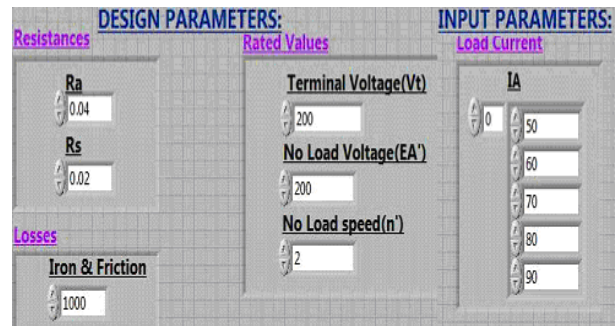 DESIGN PARAMETERS:
INPUT PARAMETERS:
Resistances
Rated Values
Load Current
Ra
0.04
Rs
0.02
Losses
Iron & Friction
1000
Terminal Voltage(Vt)
200
No Load Voltage(EA')
200
No Load speed(n')
2
IA
0
50
60
70
80
90